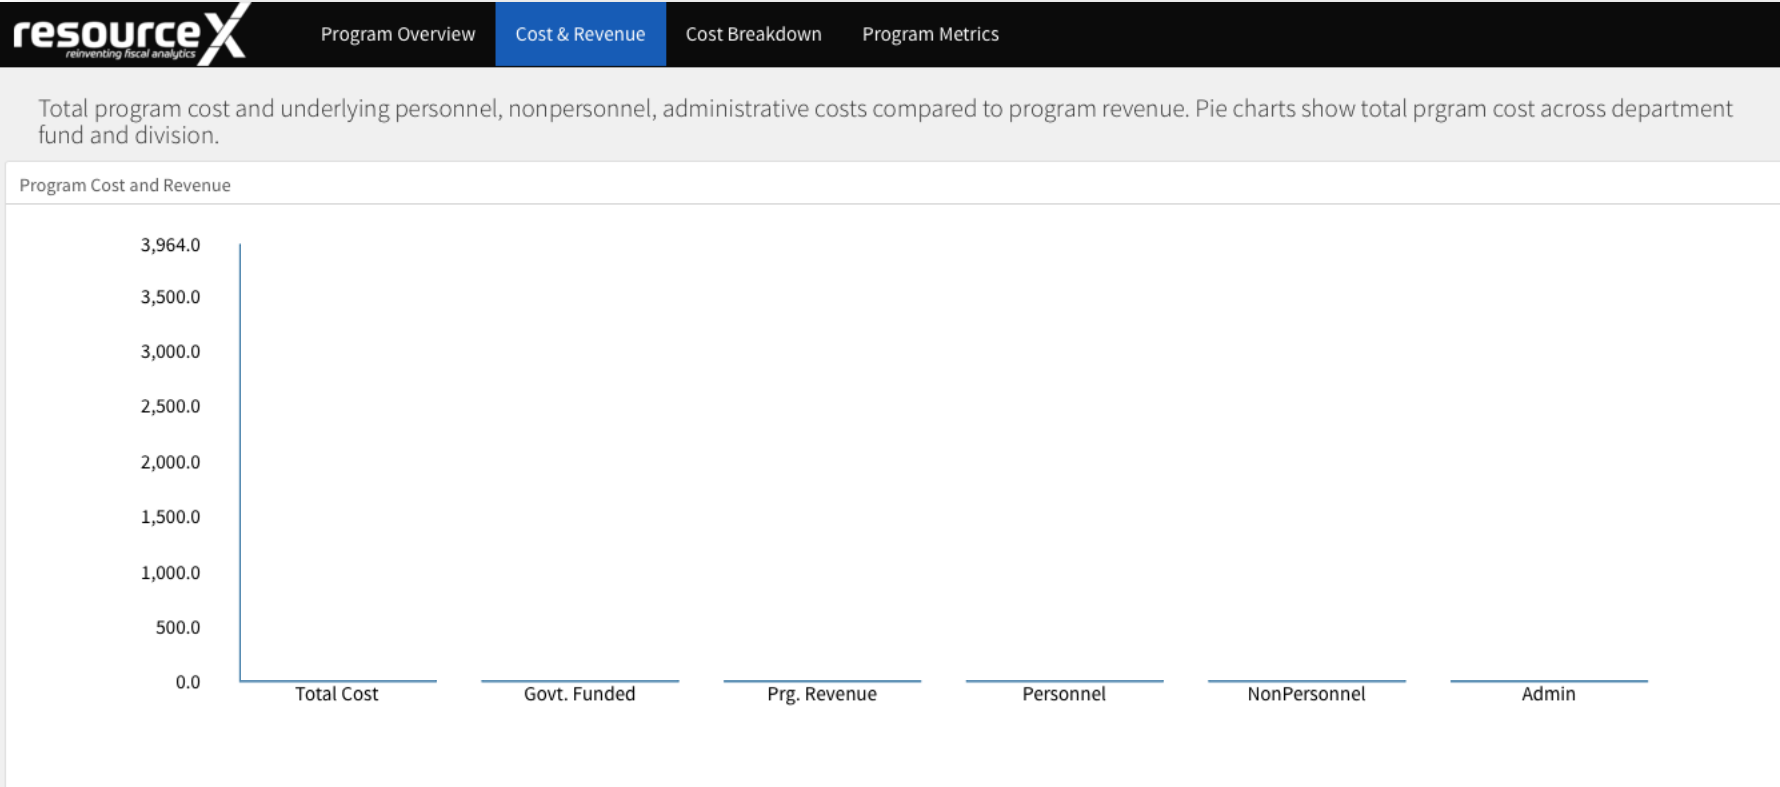 resourceX
reinventing fiscal analytics
Program Overview
Cost & Revenue
Cost Breakdown
Program Metrics
Total program cost and underlying personnel, nonpersonnel, administrative costs compared to program revenue. Pie charts show total prgram cost across department
fund and division.
Program Cost and Revenue
3,964.0
3,500.0
3,000.0
2,500.0
2,000.0
1,500.0
1,000.0
500.0
0.0
Total Cost
Govt. Funded
Prg. Revenue
Personnel
NonPersonnel
Admin